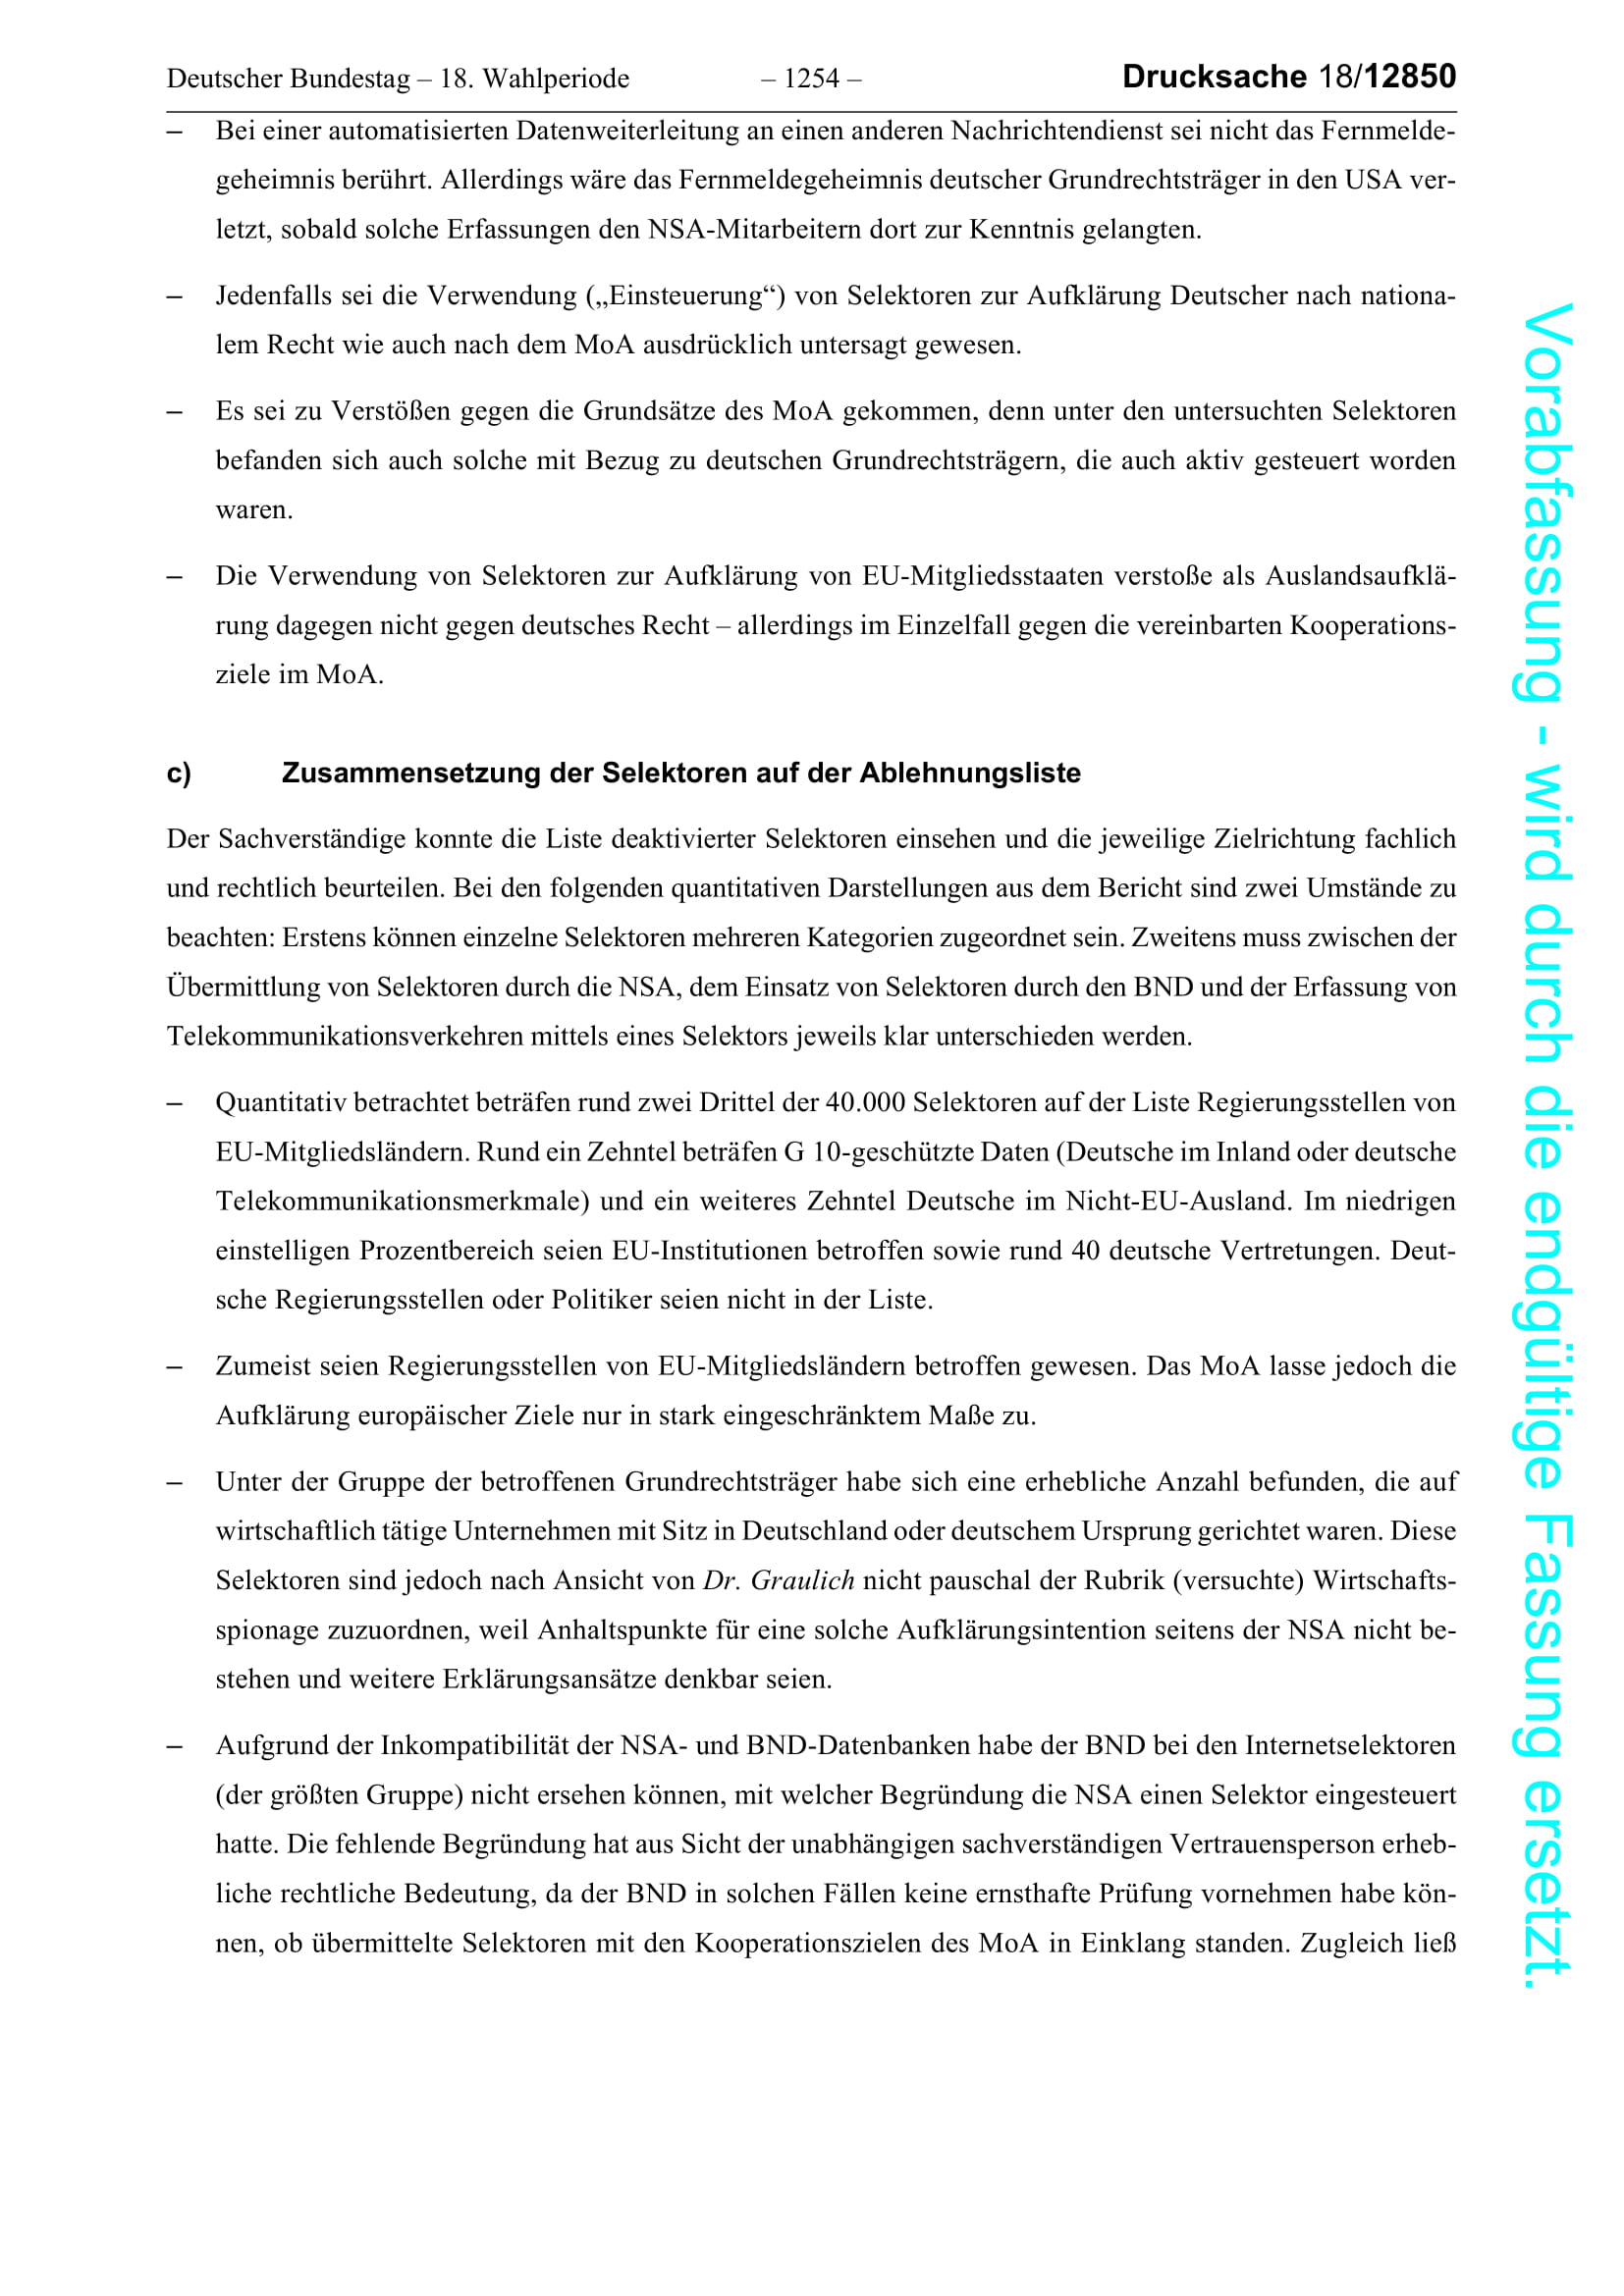 Deutscher Bundestag – 18. Wahlperiode – 1254 – Drucksache 18/12850
– Bei einer automatisierten Datenweiterleitung an einen anderen Nachrichtendienst sei nicht das Fernmelde-
geheimnis berührt. Allerdings wäre das Fernmeldegeheimnis deutscher Grundrechtsträger in den USA ver-
letzt, sobald solche Erfassungen den NSA-Mitarbeitern dort zur Kenntnis gelangten.
– Jedenfalls sei die Verwendung („Einsteuerung“) von Selektoren zur Aufklärung Deutscher nach nationa-
lem Recht wie auch nach dem MoA ausdrücklich untersagt gewesen.
– Es sei zu Verstößen gegen die Grundsätze des MoA gekommen, denn unter den untersuchten Selektoren
befanden sich auch solche mit Bezug zu deutschen Grundrechtsträgern, die auch aktiv gesteuert worden
waren.
– Die Verwendung von Selektoren zur Aufklärung von EU-Mitgliedsstaaten verstoße als Auslandsaufklä-
rung dagegen nicht gegen deutsches Recht – allerdings im Einzelfall gegen die vereinbarten Kooperations-
ziele im MoA.
c) Zusammensetzung der Selektoren auf der Ablehnungsliste
Der Sachverständige konnte die Liste deaktivierter Selektoren einsehen und die jeweilige Zielrichtung fachlich
und rechtlich beurteilen. Bei den folgenden quantitativen Darstellungen aus dem Bericht sind zwei Umstände zu
beachten: Erstens können einzelne Selektoren mehreren Kategorien zugeordnet sein. Zweitens muss zwischen der
Übermittlung von Selektoren durch die NSA, dem Einsatz von Selektoren durch den BND und der Erfassung von
Telekommunikationsverkehren mittels eines Selektors jeweils klar unterschieden werden.
– Quantitativ betrachtet beträfen rund zwei Drittel der 40.000 Selektoren auf der Liste Regierungsstellen von
EU-Mitgliedsländern. Rund ein Zehntel beträfen G 10-geschützte Daten (Deutsche im Inland oder deutsche
Telekommunikationsmerkmale) und ein weiteres Zehntel Deutsche im Nicht-EU-Ausland. Im niedrigen
einstelligen Prozentbereich seien EU-Institutionen betroffen sowie rund 40 deutsche Vertretungen. Deut-
sche Regierungsstellen oder Politiker seien nicht in der Liste.
– Zumeist seien Regierungsstellen von EU-Mitgliedsländern betroffen gewesen. Das MoA lasse jedoch die
Aufklärung europäischer Ziele nur in stark eingeschränktem Maße zu.
– Unter der Gruppe der betroffenen Grundrechtsträger habe sich eine erhebliche Anzahl befunden, die auf
wirtschaftlich tätige Unternehmen mit Sitz in Deutschland oder deutschem Ursprung gerichtet waren. Diese
Selektoren sind jedoch nach Ansicht von Dr. Graulich nicht pauschal der Rubrik (versuchte) Wirtschafts-
spionage zuzuordnen, weil Anhaltspunkte für eine solche Aufklärungsintention seitens der NSA nicht be-
stehen und weitere Erklärungsansätze denkbar seien.
– Aufgrund der Inkompatibilität der NSA- und BND-Datenbanken habe der BND bei den Internetselektoren
(der größten Gruppe) nicht ersehen können, mit welcher Begründung die NSA einen Selektor eingesteuert
hatte. Die fehlende Begründung hat aus Sicht der unabhängigen sachverständigen Vertrauensperson erheb-
liche rechtliche Bedeutung, da der BND in solchen Fällen keine ernsthafte Prüfung vornehmen habe kön-
nen, ob übermittelte Selektoren mit den Kooperationszielen des MoA in Einklang standen. Zugleich ließ
Vorabfassung - wird durch die endgültige Fassung ersetzt.